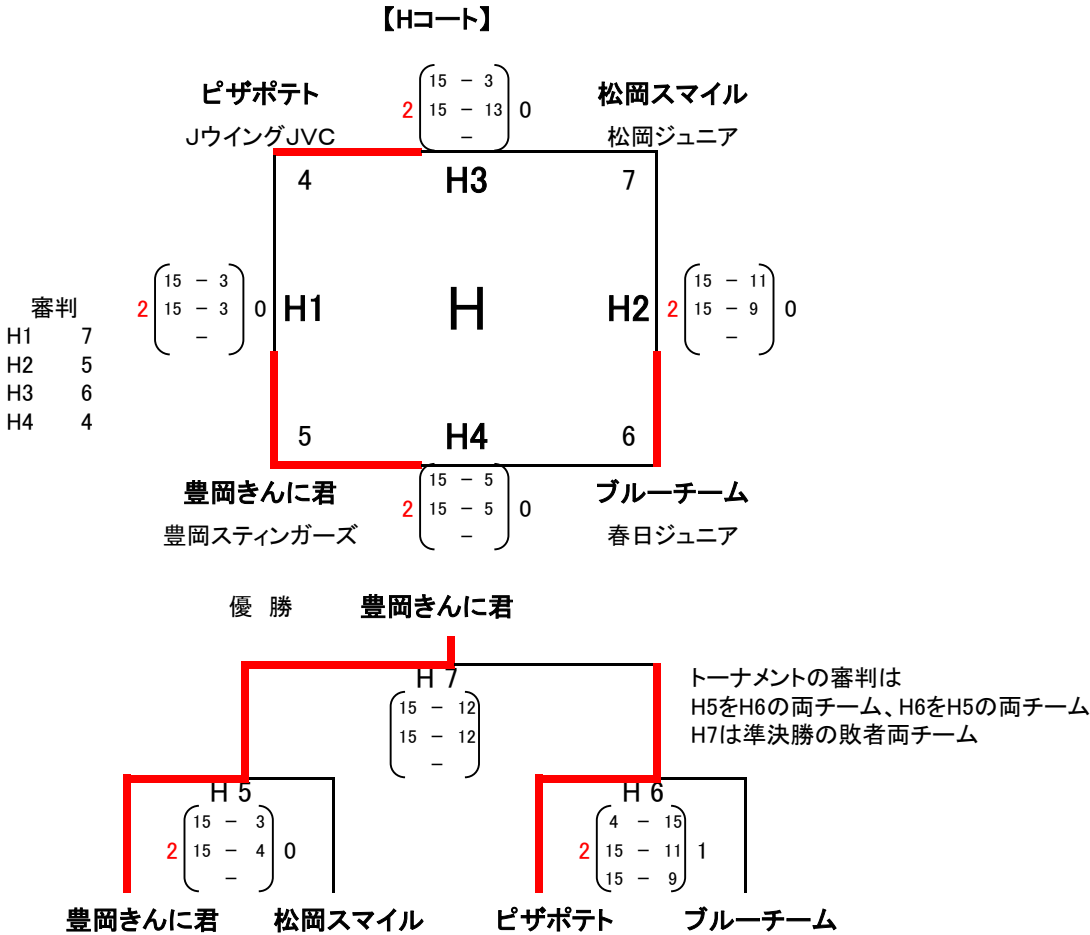 【Hコート】
ピザポテト
JウイングJVC
2
15 － 3
15 － 13
－
0
松岡スマイル
松岡ジュニア
4
H3
7
審判
H1 7
H2 5
H3 6
H4 4
2
15 － 3
15 － 3
－
0
H1
H
H2
2
15 － 11
15 － 9
－
0
5
H4
6
豊岡きんに君
豊岡スティンガーズ
2
15 － 5
15 － 5
－
0
ブルーチーム
春日ジュニア
優 勝 豊岡きんに君
H 7
15 － 12
15 － 12
－
トーナメントの審判は
H5をH6の両チーム、H6をH5の両チーム
H7は準決勝の敗者両チーム
H 5
2
15 － 3
15 － 4
－
0
H 6
2
4 － 15
15 － 11
15 － 9
1
豊岡きんに君 松岡スマイル ピザポテト ブルーチーム